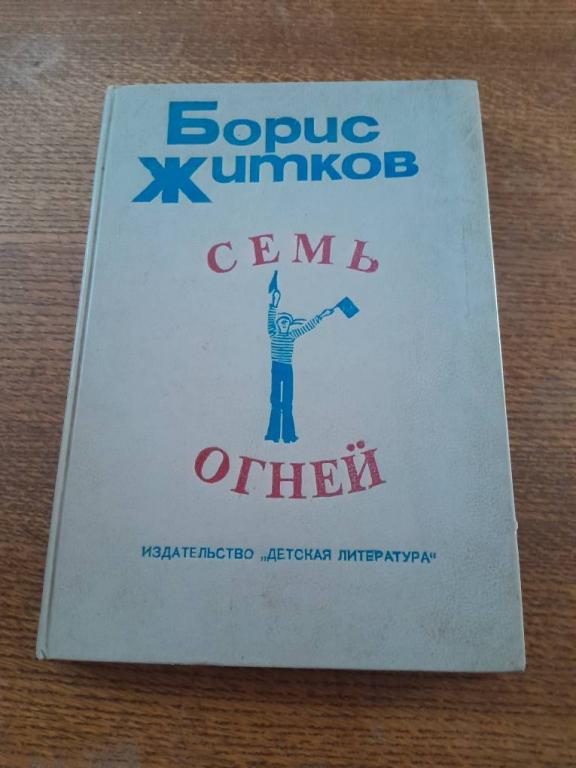 Борис
Житков
СЕМЬ
ОГНЕЙ
ИЗДАТЕЛЬСТВО „ДЕТСКАЯ ЛИТЕРАТУРА“